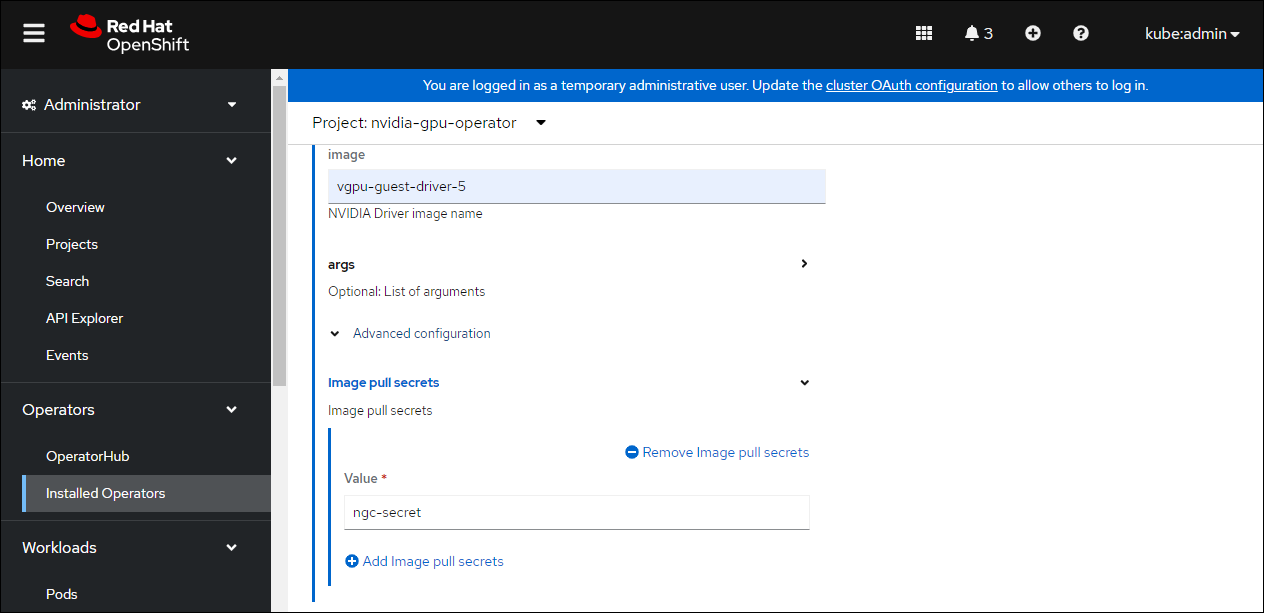 Red Hat
OpenShift
3
kube:admin
Administrator
Home
Overview
Projects
Search
API Explorer
Events
Operators
OperatorHub
Installed Operators
Workloads
Pods
You are logged in as a temporary administrative user. Update the cluster OAuth configuration to allow others to log in.
Project: nvidia-gpu-operator
image
vgpu-guest-driver-5
NVIDIA Driver image name
args
Optional: List of arguments
Advanced configuration
Image pull secrets
Image pull secrets
Remove Image pull secrets
Value *
ngc-secret
Add Image pull secrets